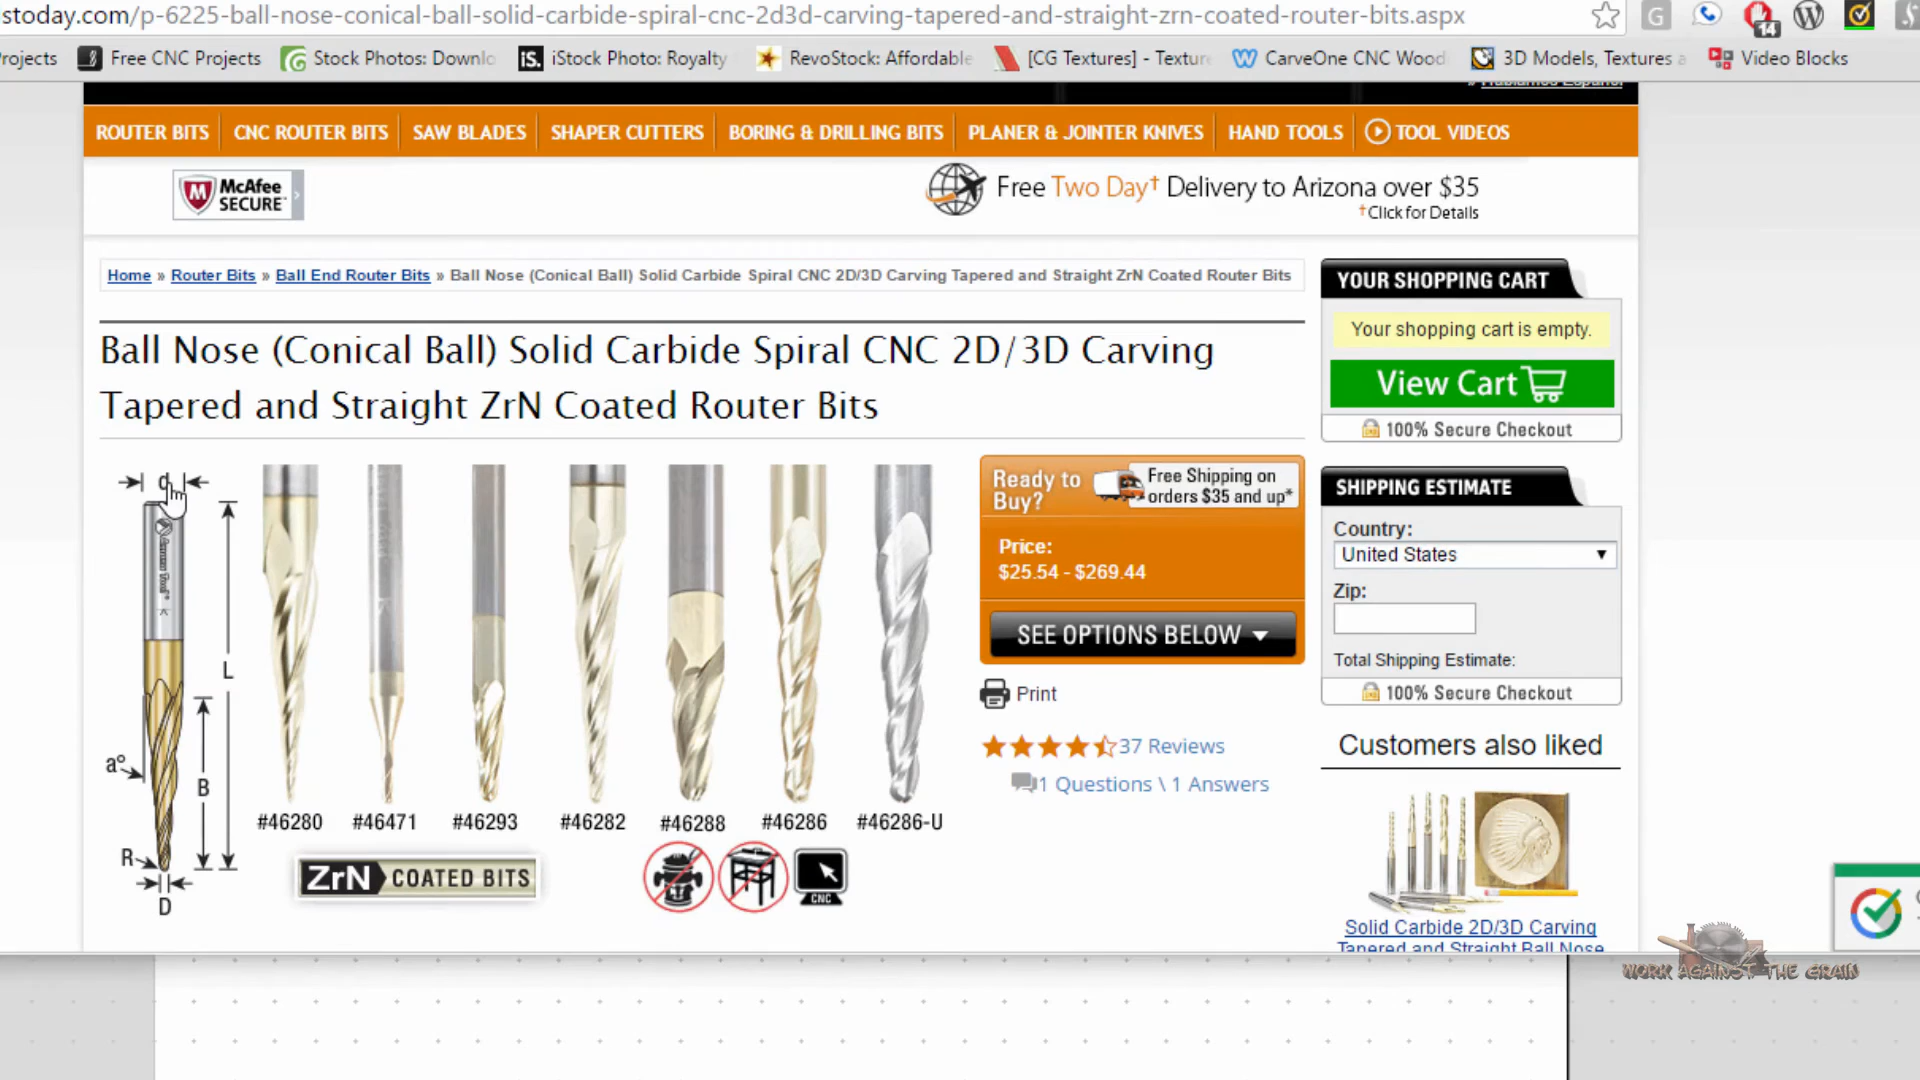 stoday.com/p-6225-ball-nose-conical-ball-solid-carbide-spiral-cnc-2d3d-carving-tapered-and-straight-zrn-coated-router-bits.aspx
14
rojects Free CNC Projects Stock Photos: Downlo iStock Photo: Royalty RevoStock: Affordable [CG Textures] - Texture CarveOne CNC Wood 3D Models, Textures a Video Blocks
» Hablamos Español
ROUTER BITS CNC ROUTER BITS SAW BLADES SHAPER CUTTERS BORING & DRILLING BITS PLANER & JOINTER KNIVES HAND TOOLS TOOL VIDEOS
McAfee
SECURE
Free Two Day† Delivery to Arizona over $35
†Click for Details
Home » Router Bits » Ball End Router Bits » Ball Nose (Conical Ball) Solid Carbide Spiral CNC 2D/3D Carving Tapered and Straight ZrN Coated Router Bits
Ball Nose (Conical Ball) Solid Carbide Spiral CNC 2D/3D Carving
Tapered and Straight ZrN Coated Router Bits
d
L
a°
B
R
D
#46280 #46471 #46293 #46282 #46288 #46286 #46286-U
ZrN COATED BITS
CNC
Ready to
Buy?
Free Shipping on
orders $35 and up*
Price:
$25.54 - $269.44
SEE OPTIONS BELOW
Print
37 Reviews
1 Questions \ 1 Answers
YOUR SHOPPING CART
Your shopping cart is empty.
View Cart
100% Secure Checkout
SHIPPING ESTIMATE
Country:
United States
Zip:
Total Shipping Estimate:
100% Secure Checkout
Customers also liked
Solid Carbide 2D/3D Carving
Tapered and Straight Ball Nose
WORK AGAINST THE GRAIN